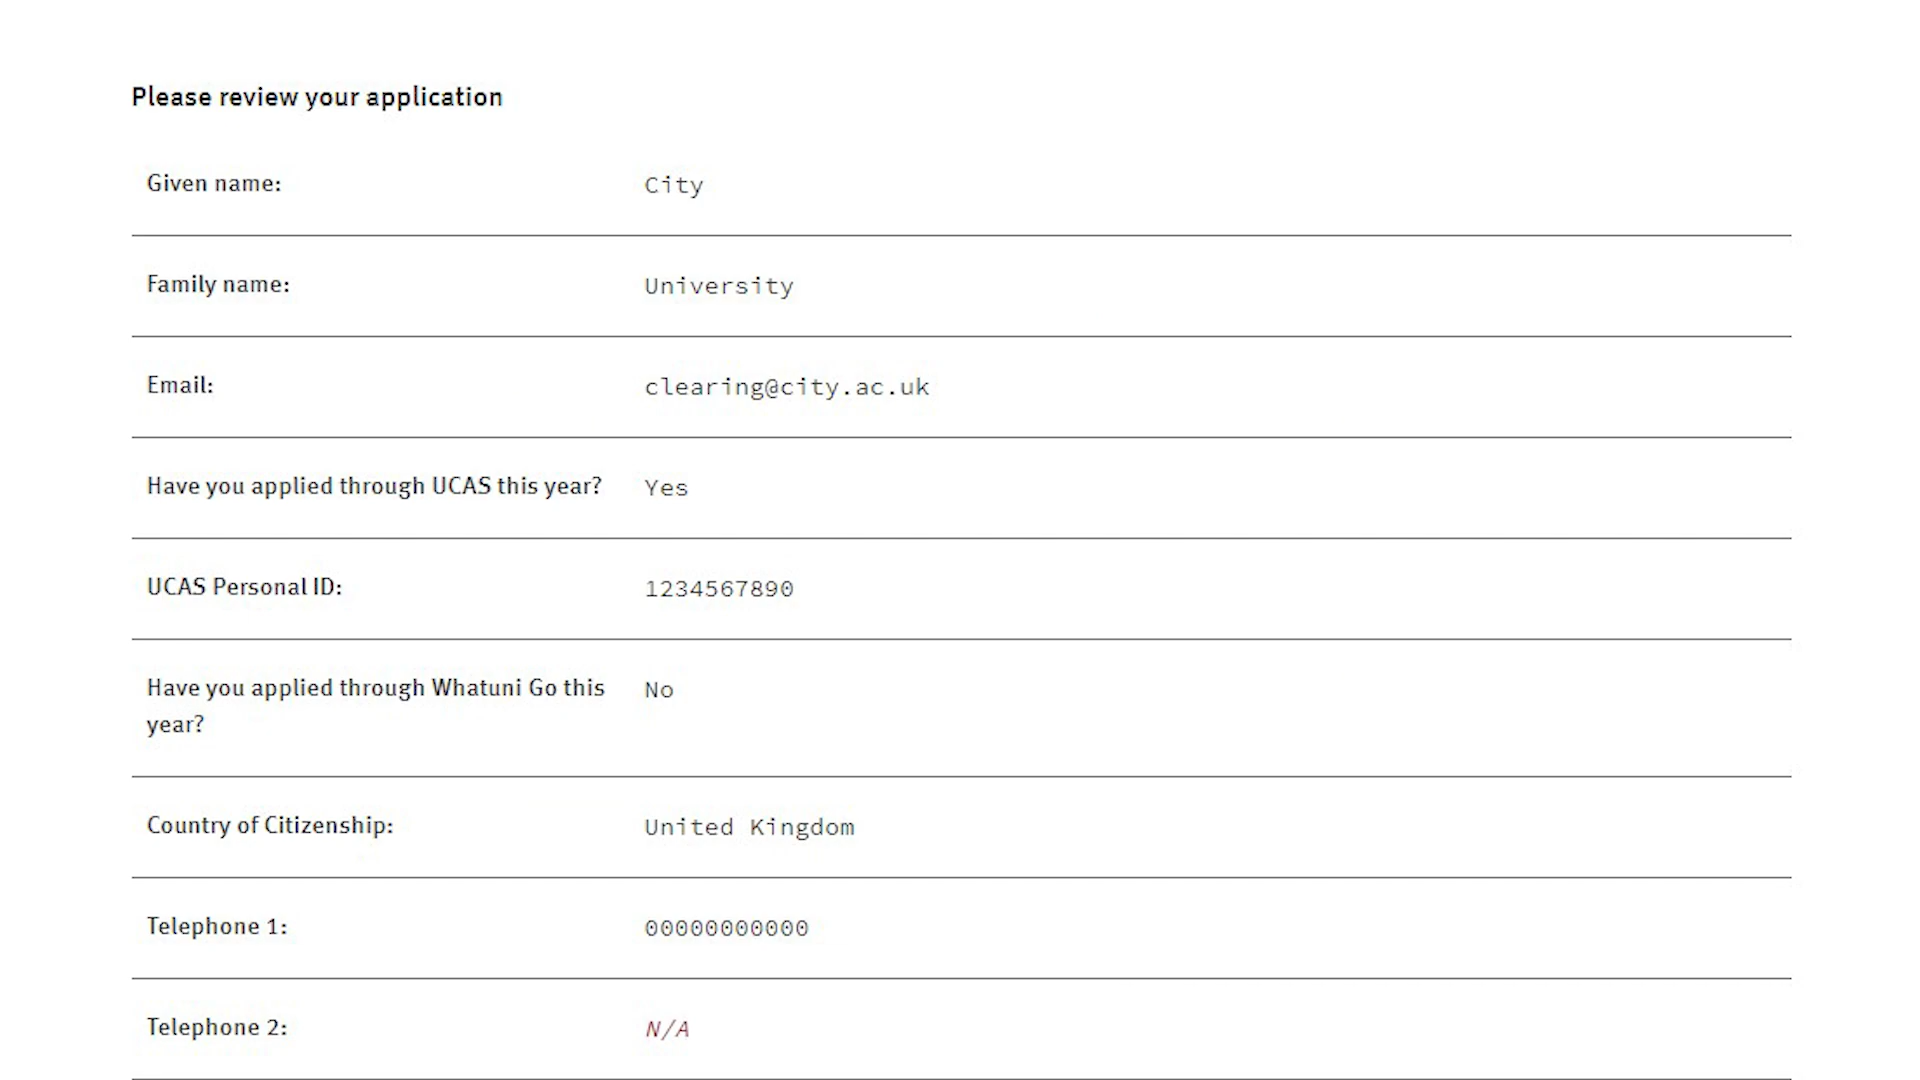 Please review your application
Given name: City
Family name: University
Email: clearing@city.ac.uk
Have you applied through UCAS this year? Yes
UCAS Personal ID: 1234567890
Have you applied through Whatuni Go this No
year?
Country of Citizenship: United Kingdom
Telephone 1: 00000000000
Telephone 2: N/A